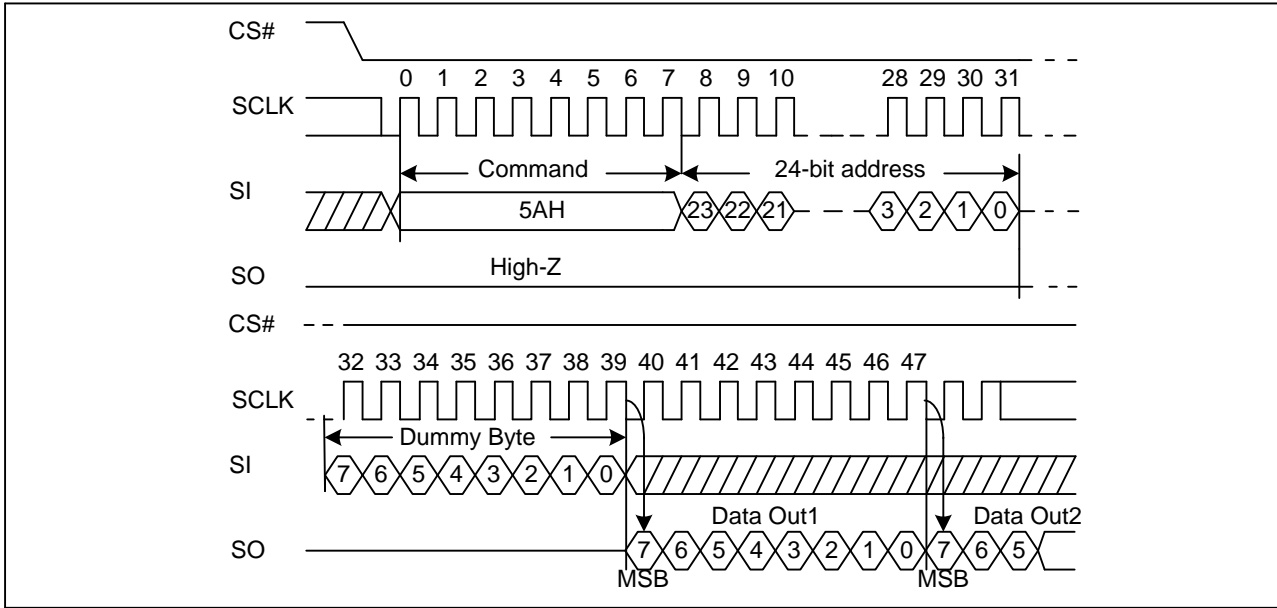 CS#
0 1 2 3 4 5 6 7 8 9 10 28 29 30 31
SCLK
Command 24-bit address
SI
5AH 23 22 21 3 2 1 0
High-Z
SO
CS#
32 33 34 35 36 37 38 39 40 41 42 43 44 45 46 47
SCLK
Dummy Byte
SI
7 6 5 4 3 2 1 0
Data Out1 Data Out2
SO
7 6 5 4 3 2 1 0 7 6 5
MSB MSB